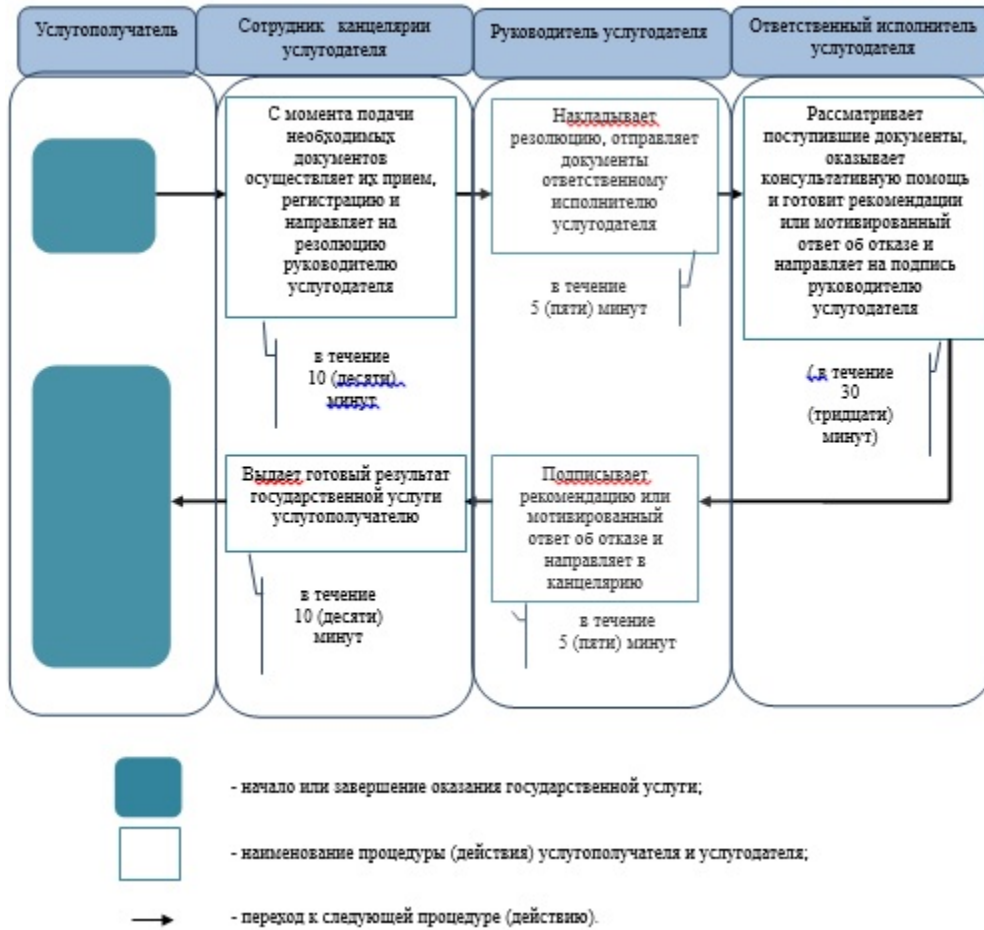 Услугополучатель
Сотрудник канцелярии
услугодателя
Руководитель услугодателя
Ответственный исполнитель
услугодателя
С момента подачи
необходимых
документов
осуществляет их прием,
регистрацию и
направляет на
резолюцию
руководителю
услугодателя
в течение
10 (десяти)
минут
Накладывает
резолюцию, отправляет
документы
ответственному
исполнителю
услугодателя
в течение
5 (пяти) минут
Рассматривает
поступившие документы,
оказывает
консультативную помощь
и готовит рекомендации
или мотивированный
ответ об отказе и
направляет на подпись
руководителю
услугодателя
( в течение
30
(тридцати)
минут)
Выдает готовый результат
государственной услуги
услугополучателю
в течение
10 (десяти)
минут
Подписывает
рекомендацию или
мотивированный
ответ об отказе и
направляет в
канцелярию
в течение
5 (пяти) минут
- начало или завершение оказания государственной услуги;
- наименование процедуры (действия) услугополучателя и услугодателя;
- переход к следующей процедуре (действию).